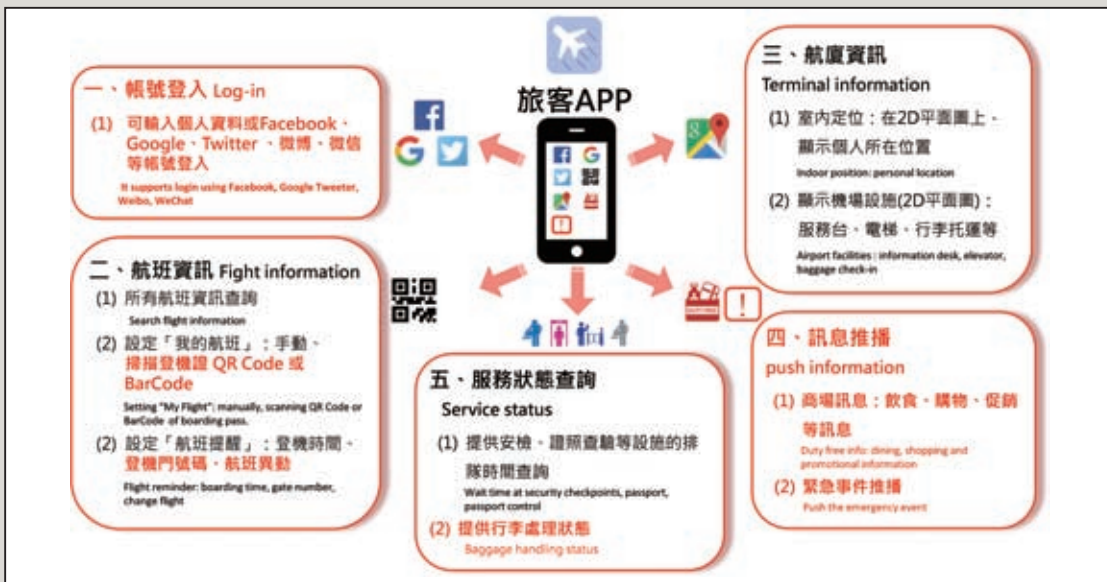 旅客APP
一、帳號登入 Log-in
(1) 可輸入個人資料或Facebook、
Google、Twitter 、微博、微信
等帳號登入
It supports login using Facebook, Google Tweeter,
Weibo, WeChat
二、航班資訊 Fight information
(1) 所有航班資訊查詢
Search flight information
(2) 設定「我的航班」：手動、
掃描登機證 QR Code 或
BarCode
Setting "My Flight": manually, scanning QR Code or
BarCode of boarding pass.
(2) 設定「航班提醒」：登機時間、
登機門號碼、航班異動
Flight reminder: boarding time, gate number,
change flight
三、航廈資訊
Terminal information
(1) 室內定位：在2D平面圖上、
顯示個人所在位置
Indoor position: personal location
(2) 顯示機場設施(2D平面圖)：
服務台、電梯、行李托運等
Airport facilities : information desk, elevator,
baggage check-in
四、訊息推播
push information
(1) 商場訊息：飲食、購物、促銷
等訊息
Duty free info: dining, shopping and
promotional information
(2) 緊急事件推播
Push the emergency event
五、服務狀態查詢
Service status
(1) 提供安檢、證照查驗等設施的排
隊時間查詢
Wait time at security checkpoints, passport,
passport control
(2) 提供行李處理狀態
Baggage handling status